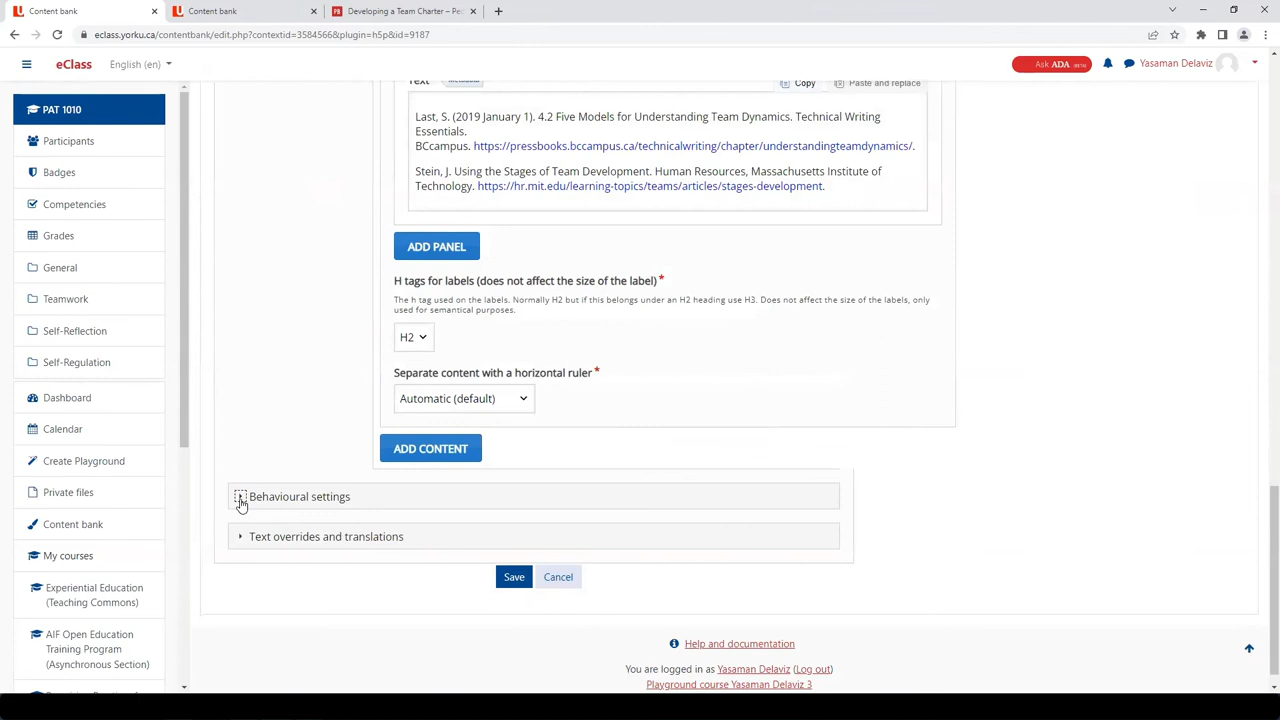 Content bank
Content bank
Developing a Team Charter – Pe
eclass.yorku.ca/contentbank/edit.php?contextid=3584566&plugin=h5p&id=9187
eClass
English (en)
Ask ADA BETA
Yasaman Delaviz
PAT 1010
Participants
Badges
Competencies
Grades
General
Teamwork
Self-Reflection
Self-Regulation
Dashboard
Calendar
Create Playground
Private files
Content bank
My courses
Experiential Education
(Teaching Commons)
AIF Open Education
Training Program
(Asynchronous Section)
Text
Copy
Paste and replace
Last, S. (2019 January 1). 4.2 Five Models for Understanding Team Dynamics. Technical Writing
Essentials.
BCcampus. https://pressbooks.bccampus.ca/technicalwriting/chapter/understandingteamdynamics/.
Stein, J. Using the Stages of Team Development. Human Resources, Massachusetts Institute of
Technology. https://hr.mit.edu/learning-topics/teams/articles/stages-development.
ADD PANEL
H tags for labels (does not affect the size of the label) *
The h tag used on the labels. Normally H2 but if this belongs under an H2 heading use H3. Does not affect the size of the labels, only
used for semantical purposes.
H2
Separate content with a horizontal ruler *
Automatic (default)
ADD CONTENT
Behavioural settings
Text overrides and translations
Save
Cancel
Help and documentation
You are logged in as Yasaman Delaviz (Log out)
Playground course Yasaman Delaviz 3